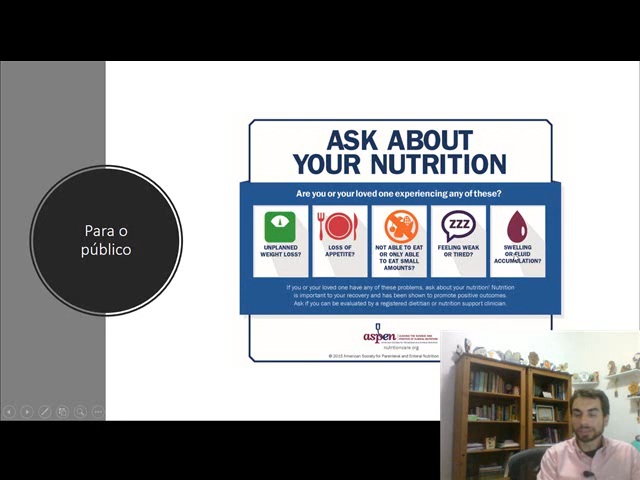 Para o
público
ASK ABOUT
YOUR NUTRITION
Are you or your loved one experiencing any of these?
UNPLANNED
WEIGHT LOSS?
LOSS OF
APPETITE?
NOT ABLE TO EAT
OR ONLY ABLE
TO EAT SMALL
AMOUNTS?
ZZZ
FEELING WEAK
OR TIRED?
SWELLING
OR FLUID
ACCUMULATION?
If you or your loved one have any of these problems, ask about your nutrition! Nutrition
is important to your recovery and has been shown to promote positive outcomes.
Ask if you can be evaluated by a registered dietitian or nutrition support clinician.
aspen
nutritioncare.org
© 2015 American Society for Parenteral and Enteral Nutrition